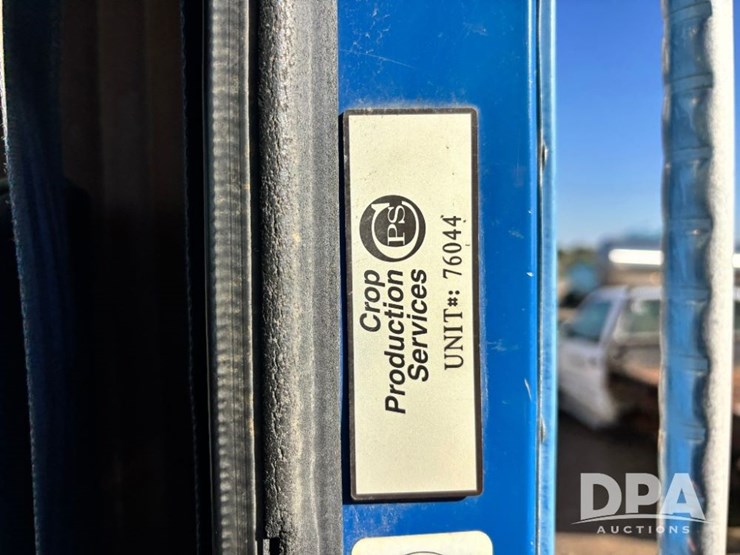 CPS
Crop
Production
Services
UNIT#: 76044
DPA
AUCTIONS